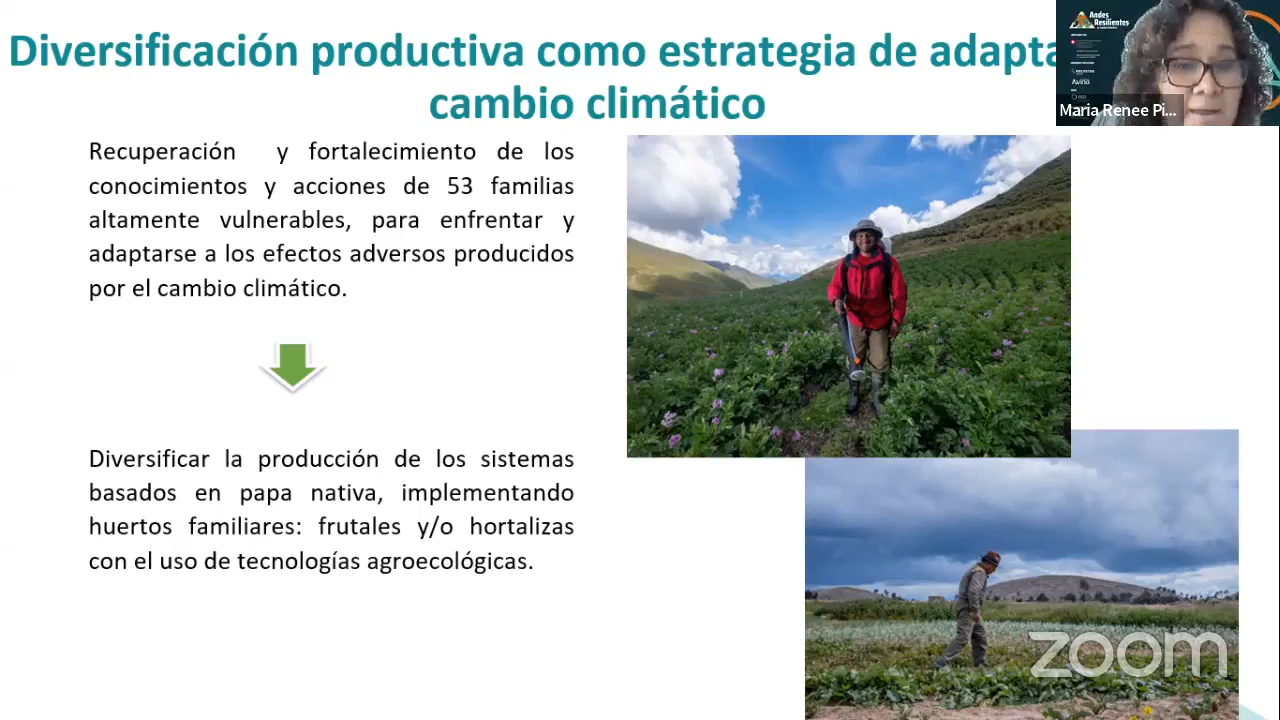 Diversificación productiva como estrategia de adapta
cambio climático
Andes
Resilientes
Maria Renee Pi...
Recuperación y fortalecimiento de los
conocimientos y acciones de 53 familias
altamente vulnerables, para enfrentar y
adaptarse a los efectos adversos producidos
por el cambio climático.
Diversificar la producción de los sistemas
basados en papa nativa, implementando
huertos familiares: frutales y/o hortalizas
con el uso de tecnologías agroecológicas.
zoom